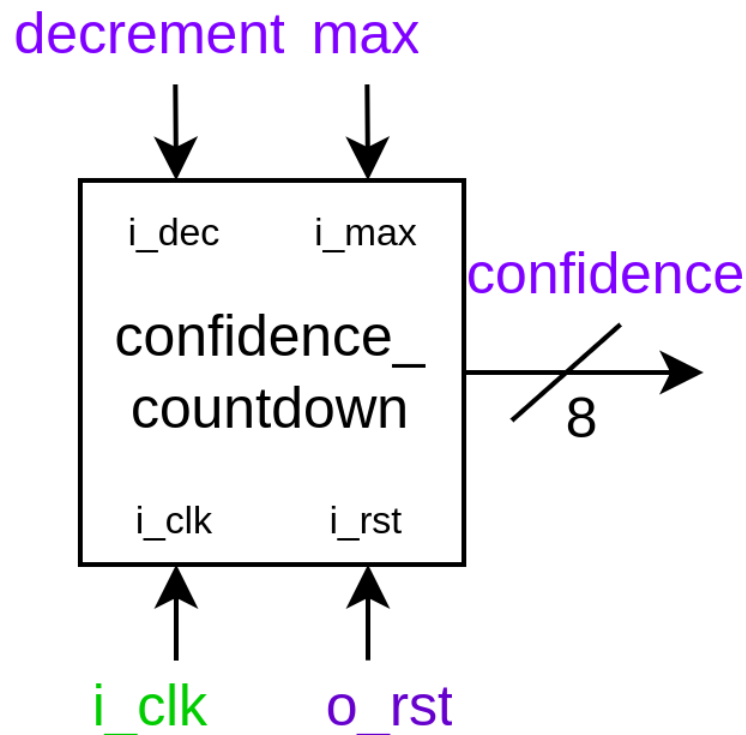 decrement max
i_dec i_max
confidence
confidence_
countdown
8
i_clk i_rst
i_clk o_rst